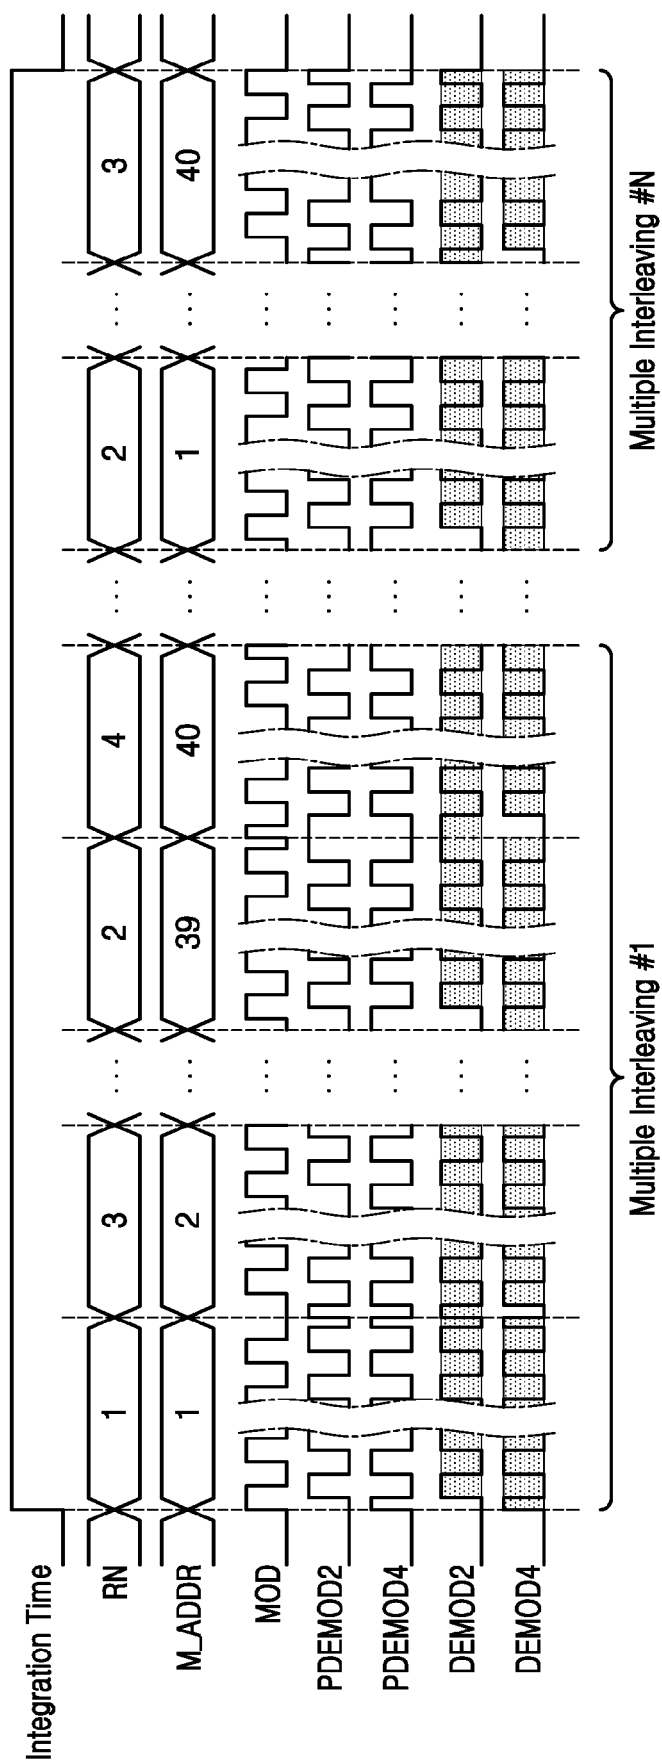 Integration Time
RN 1 3 ... 2 4 ... 2 ... 3
M_ADDR 1 2 ... 39 40 ... 1 ... 40
MOD ... ... ...
PDEMOD2 ... ... ...
PDEMOD4 ... ... ...
DEMOD2 ... ... ...
DEMOD4 ... ... ...
Multiple Interleaving #1 Multiple Interleaving #N